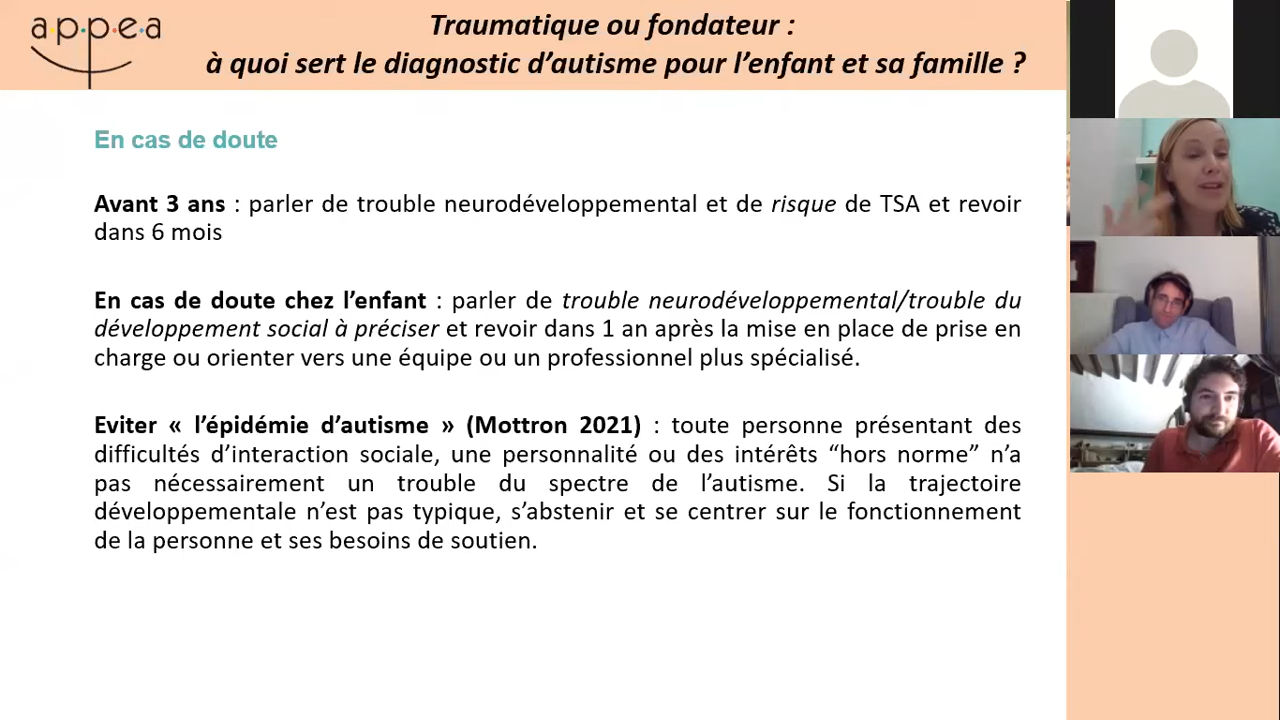 a·p·p·e·a
Traumatique ou fondateur :
à quoi sert le diagnostic d’autisme pour l’enfant et sa famille ?
En cas de doute
Avant 3 ans : parler de trouble neurodéveloppemental et de risque de TSA et revoir
dans 6 mois
En cas de doute chez l’enfant : parler de trouble neurodéveloppemental/trouble du
développement social à préciser et revoir dans 1 an après la mise en place de prise en
charge ou orienter vers une équipe ou un professionnel plus spécialisé.
Eviter « l’épidémie d’autisme » (Mottron 2021) : toute personne présentant des
difficultés d’interaction sociale, une personnalité ou des intérêts “hors norme” n’a
pas nécessairement un trouble du spectre de l’autisme. Si la trajectoire
développementale n’est pas typique, s’abstenir et se centrer sur le fonctionnement
de la personne et ses besoins de soutien.